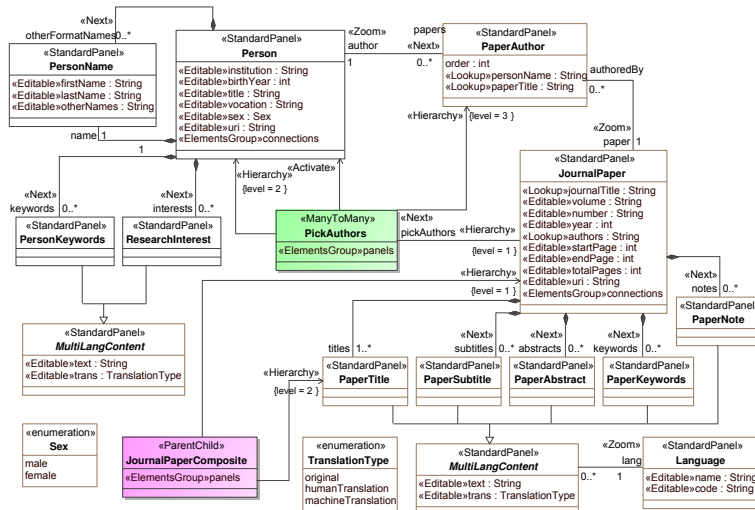 «Next»
otherFormatNames 0..*
«StandardPanel»
PersonName
«Editable»firstName : String
«Editable»lastName : String
«Editable»otherNames : String
name 1
«StandardPanel»
Person
«Editable»institution : String
«Editable»birthYear : int
«Editable»title : String
«Editable»vocation : String
«Editable»sex : Sex
«Editable»uri : String
«ElementsGroup»connections
1
«Zoom»
author
1
papers
«Next»
0..*
«StandardPanel»
PaperAuthor
order : int
«Lookup»personName : String
«Lookup»paperTitle : String
authoredBy
0..*
«Hierarchy»
{level = 3 }
«Zoom»
paper 1
«Next»
keywords 0..*
«Next»
interests 0..*
«Hierarchy»
{level = 2 }
«Activate»
«StandardPanel»
PersonKeywords
«StandardPanel»
ResearchInterest
«ManyToMany»
PickAuthors
«ElementsGroup»panels
«Next»
pickAuthors
«Hierarchy»
{level = 1 }
«Hierarchy»
{level = 1 }
«StandardPanel»
JournalPaper
«Lookup»journalTitle : String
«Editable»volume : String
«Editable»number : String
«Editable»year : int
«Lookup»authors : String
«Editable»startPage : int
«Editable»endPage : int
«Editable»totalPages : int
«Editable»uri : String
«ElementsGroup»connections
«Next»
notes 0..*
«StandardPanel»
PaperNote
«StandardPanel»
MultiLangContent
«Editable»text : String
«Editable»trans : TranslationType
titles 1..*
«Next»
subtitles 0..*
«Next»
abstracts 0..*
«Next»
keywords 0..*
«Hierarchy»
{level = 2 }
«StandardPanel»
PaperTitle
«StandardPanel»
PaperSubtitle
«StandardPanel»
PaperAbstract
«StandardPanel»
PaperKeywords
«enumeration»
Sex
male
female
«ParentChild»
JournalPaperComposite
«ElementsGroup»panels
«enumeration»
TranslationType
original
humanTranslation
machineTranslation
«StandardPanel»
MultiLangContent
«Editable»text : String
«Editable»trans : TranslationType
0..*
«Zoom»
lang
1
«StandardPanel»
Language
«Editable»name : String
«Editable»code : String